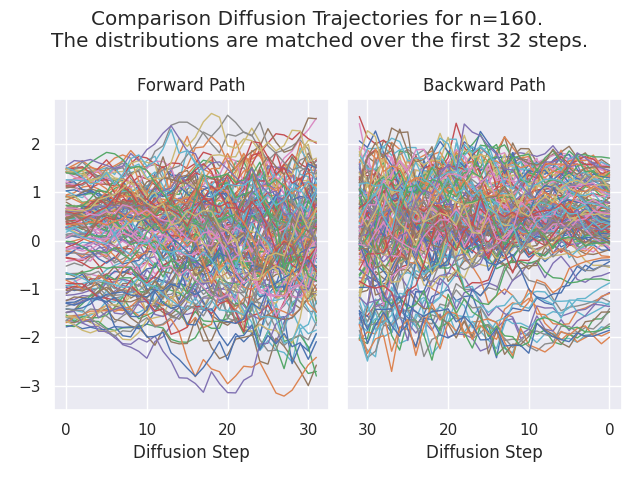 Comparison Diffusion Trajectories for n=160.
The distributions are matched over the first 32 steps.
Forward Path
Backward Path
2
1
0
−1
−2
−3
0 10 20 30
30 20 10 0
Diffusion Step
Diffusion Step